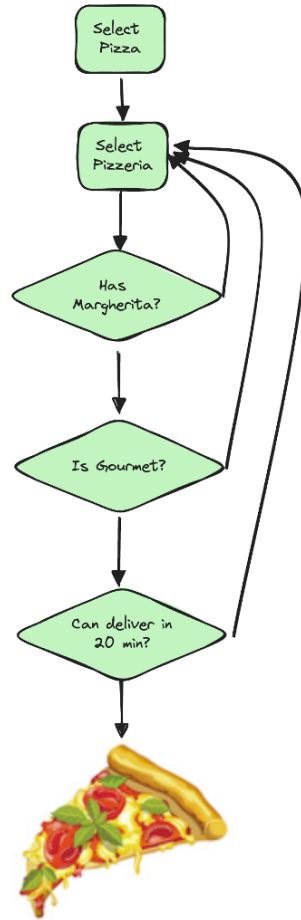 Select
Pizza
Select
Pizzeria
Has
Margherita?
Is Gourmet?
Can deliver in
20 min?